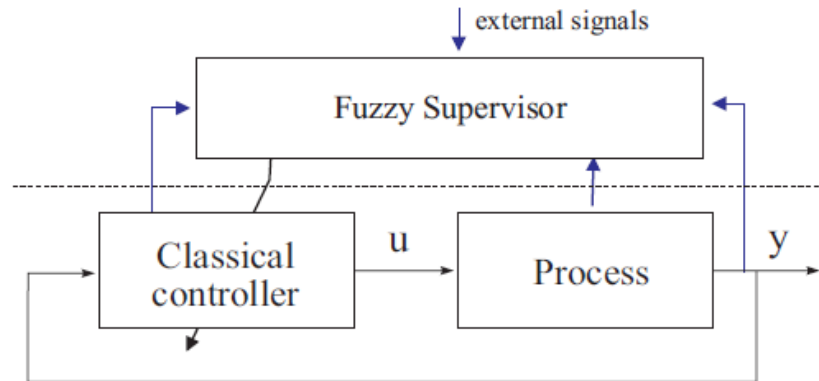 external signals
Fuzzy Supervisor
Classical
controller
u
Process
y